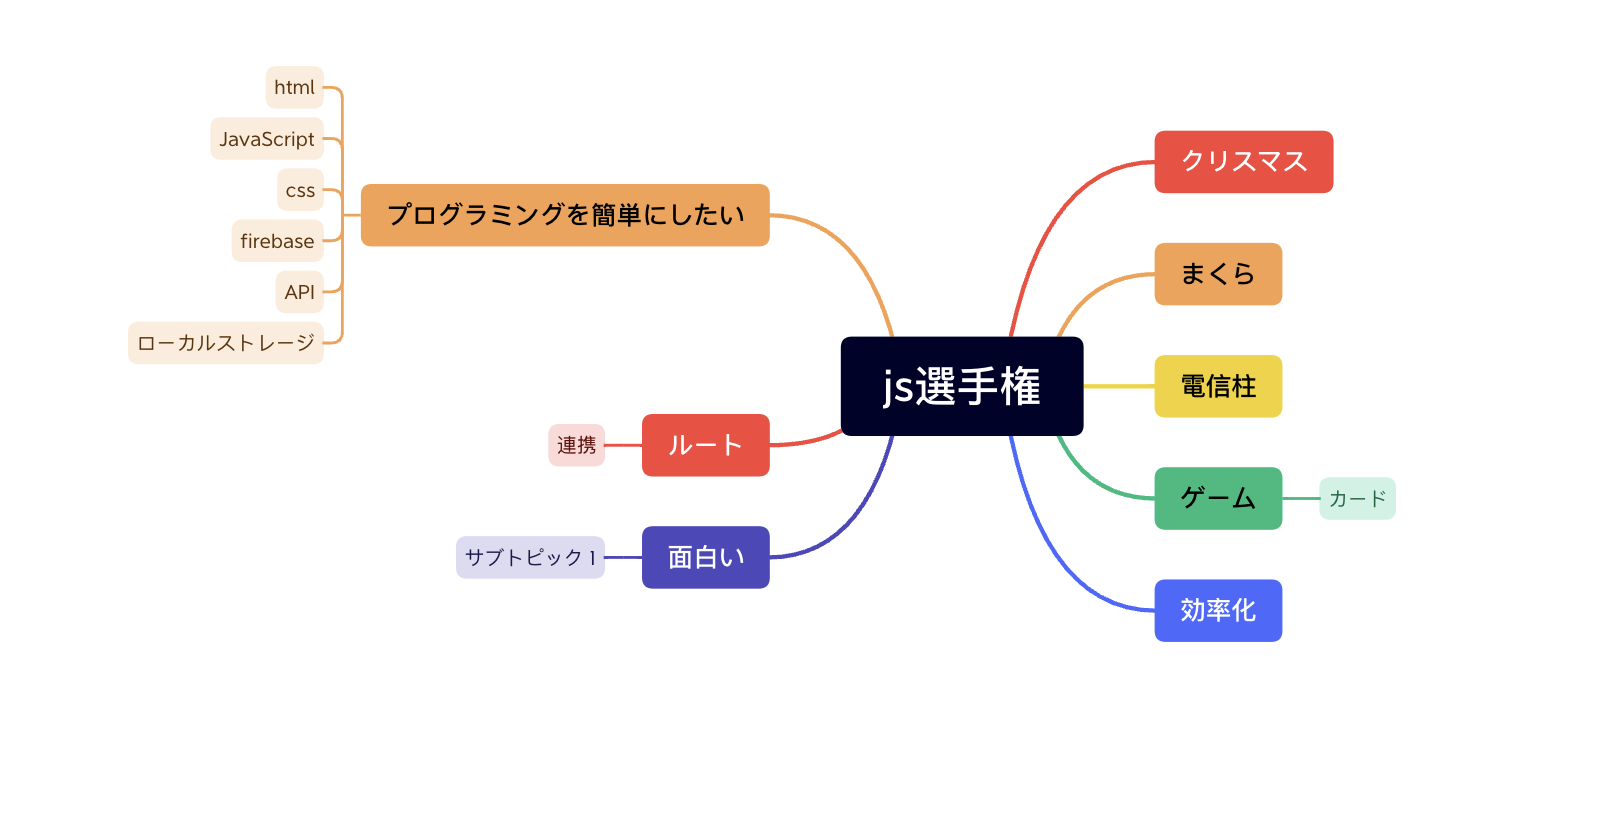 html
JavaScript
css
firebase
API
ローカルストレージ
プログラミングを簡単にしたい
js選手権
連携
ルート
サブトピック 1
面白い
クリスマス
まくら
電信柱
ゲーム
カード
効率化